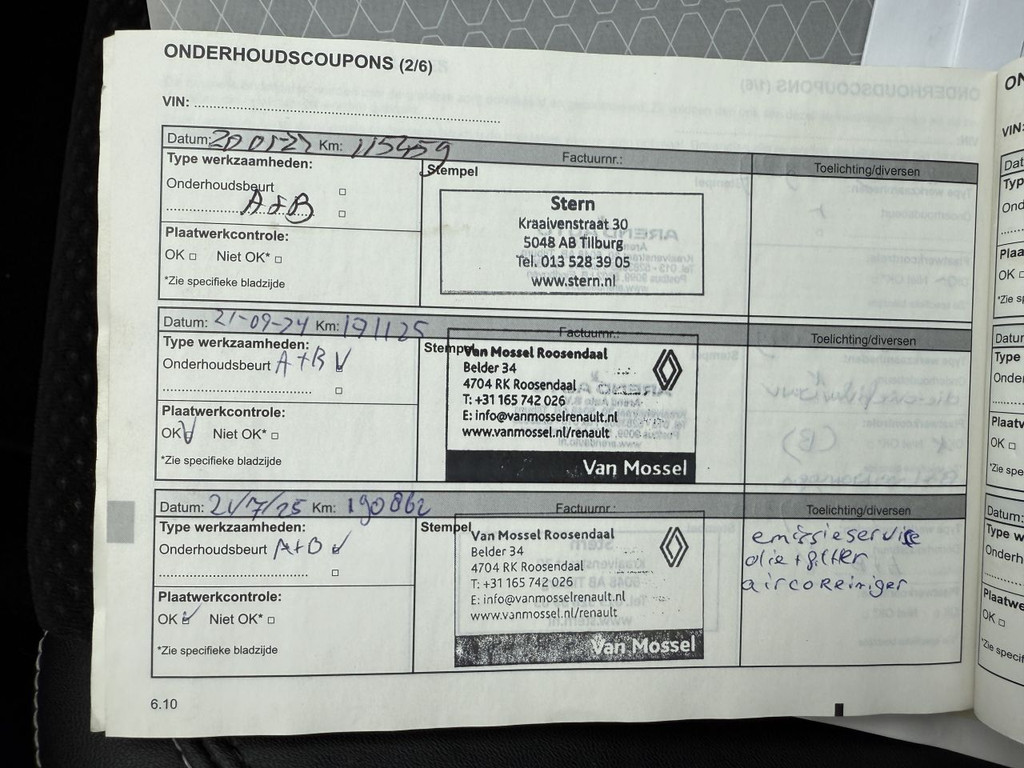 ONDERHOUDSCOUPONS (2/6)
VIN:
Datum: Km: 115459 Factuurnr.: Toelichting/diversen
Type werkzaamheden: Stempel
Onderhoudsbeurt
A+B
Plaatwerkcontrole:
OK Niet OK*
*Zie specifieke bladzijde
Stern
Kraaivenstraat 30
5048 AB Tilburg
Tel. 013 528 39 05
www.stern.nl
Datum: 21-09-24 Km: 171125 Factuurnr.: Toelichting/diversen
Type werkzaamheden: Stempel
Onderhoudsbeurt A+B
Plaatwerkcontrole:
OK Niet OK*
*Zie specifieke bladzijde
Van Mossel Roosendaal
Belder 34
4704 RK Roosendaal
T: +31 165 742 026
E: info@vanmosselrenault.nl
www.vanmossel.nl/renault
Van Mossel
Datum: 21/7/25 Km: 190862 Factuurnr.: Toelichting/diversen
Type werkzaamheden: Stempel
Onderhoudsbeurt A+B
Plaatwerkcontrole:
OK Niet OK*
*Zie specifieke bladzijde
Van Mossel Roosendaal
Belder 34
4704 RK Roosendaal
T: +31 165 742 026
E: info@vanmosselrenault.nl
www.vanmossel.nl/renault
Van Mossel
emissieservice
olie+filter
aircoreiniger
6.10
VIN: